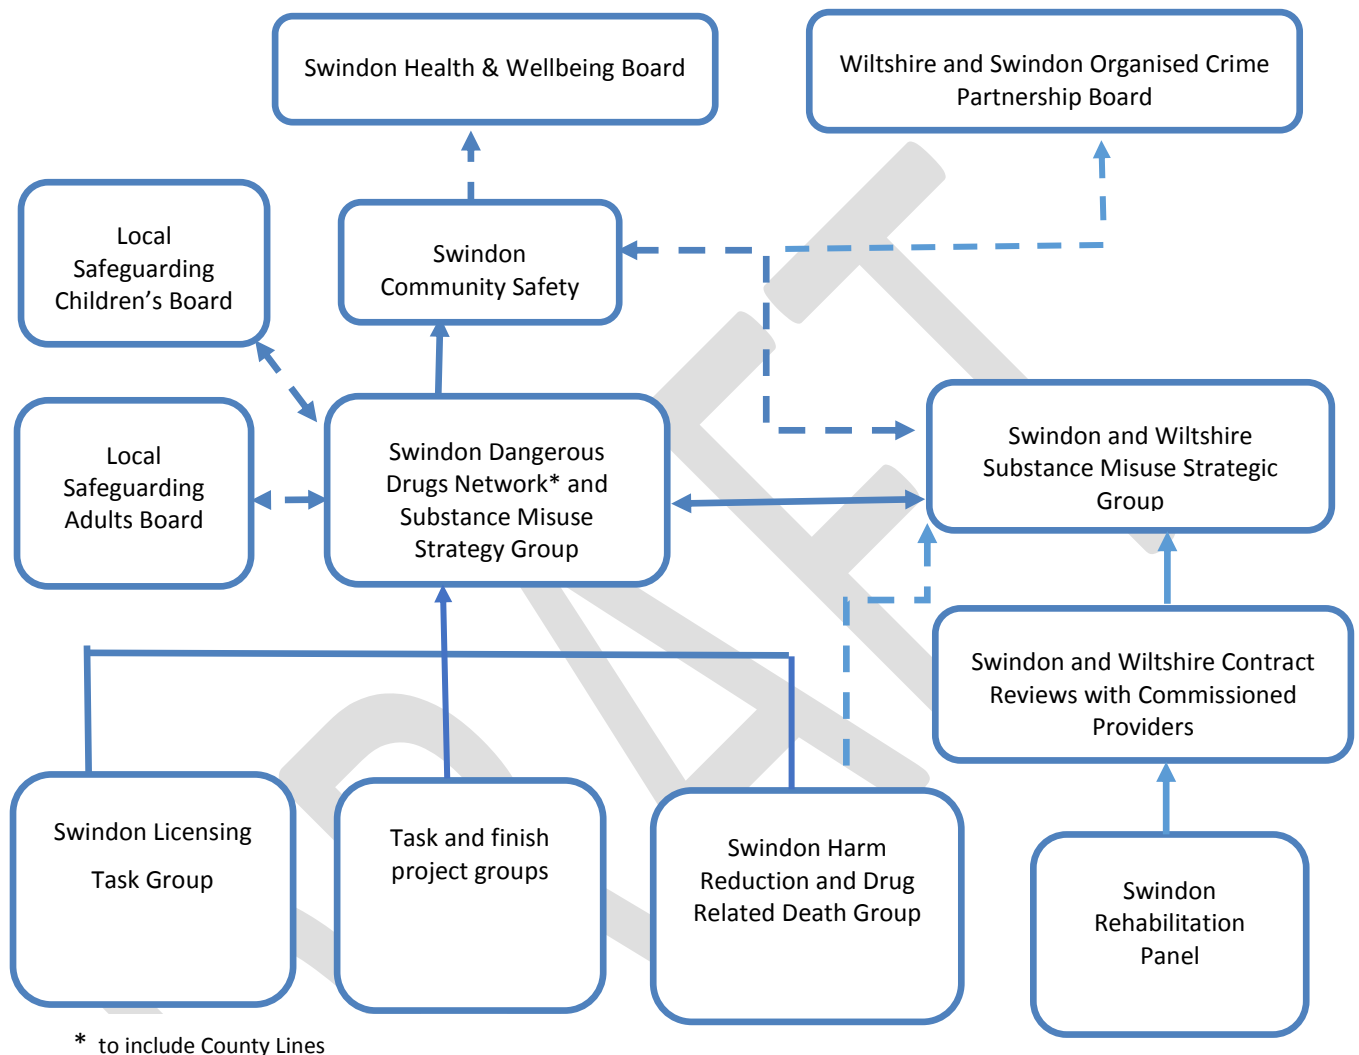 Swindon Health & Wellbeing Board
Wiltshire and Swindon Organised Crime
Partnership Board
Local
Safeguarding
Children’s Board
Swindon
Community Safety
Local
Safeguarding
Adults Board
Swindon Dangerous
Drugs Network* and
Substance Misuse
Strategy Group
Swindon and Wiltshire
Substance Misuse Strategic
Group
Swindon and Wiltshire Contract
Reviews with Commissioned
Providers
Swindon Licensing
Task Group
Task and finish
project groups
Swindon Harm
Reduction and Drug
Related Death Group
Swindon
Rehabilitation
Panel
* to include County Lines
DRAFT